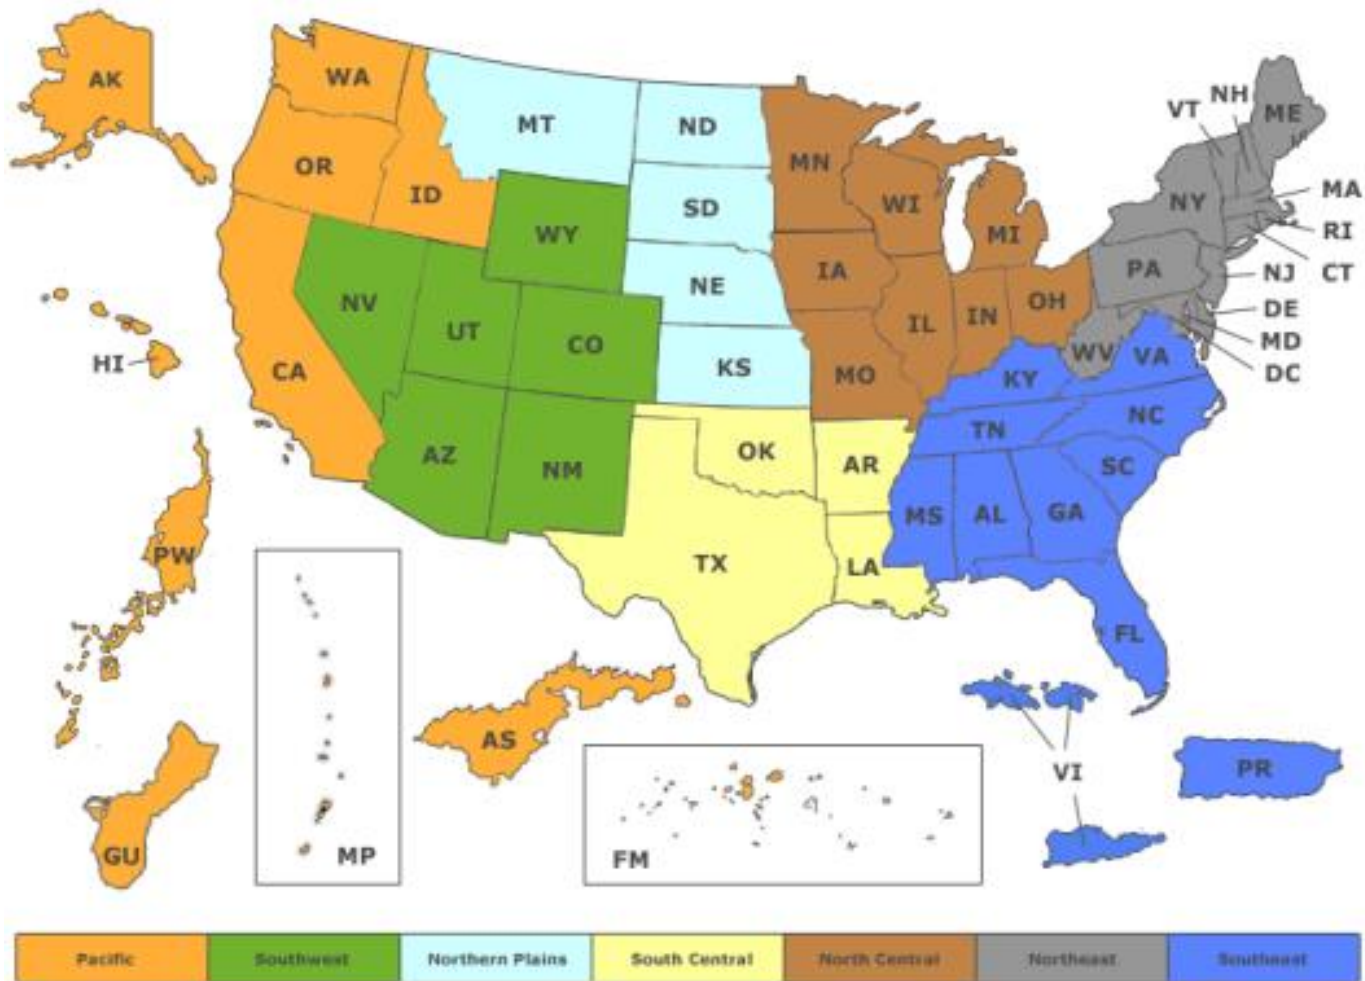 AK
WA
MT
ND
MN
VT
NH
ME
OR
ID
SD
WI
MI
NY
MA
RI
WY
NE
IA
PA
NJ
CT
NV
UT
CO
KS
IL
IN
OH
DE
MD
DC
HI
CA
MO
WV
VA
KY
AZ
NM
OK
AR
TN
NC
SC
PW
TX
LA
MS
AL
GA
FL
AS
VI
PR
GU
MP
FM
Pacific
Southwest
Northern Plains
South Central
North Central
Northeast
Southeast